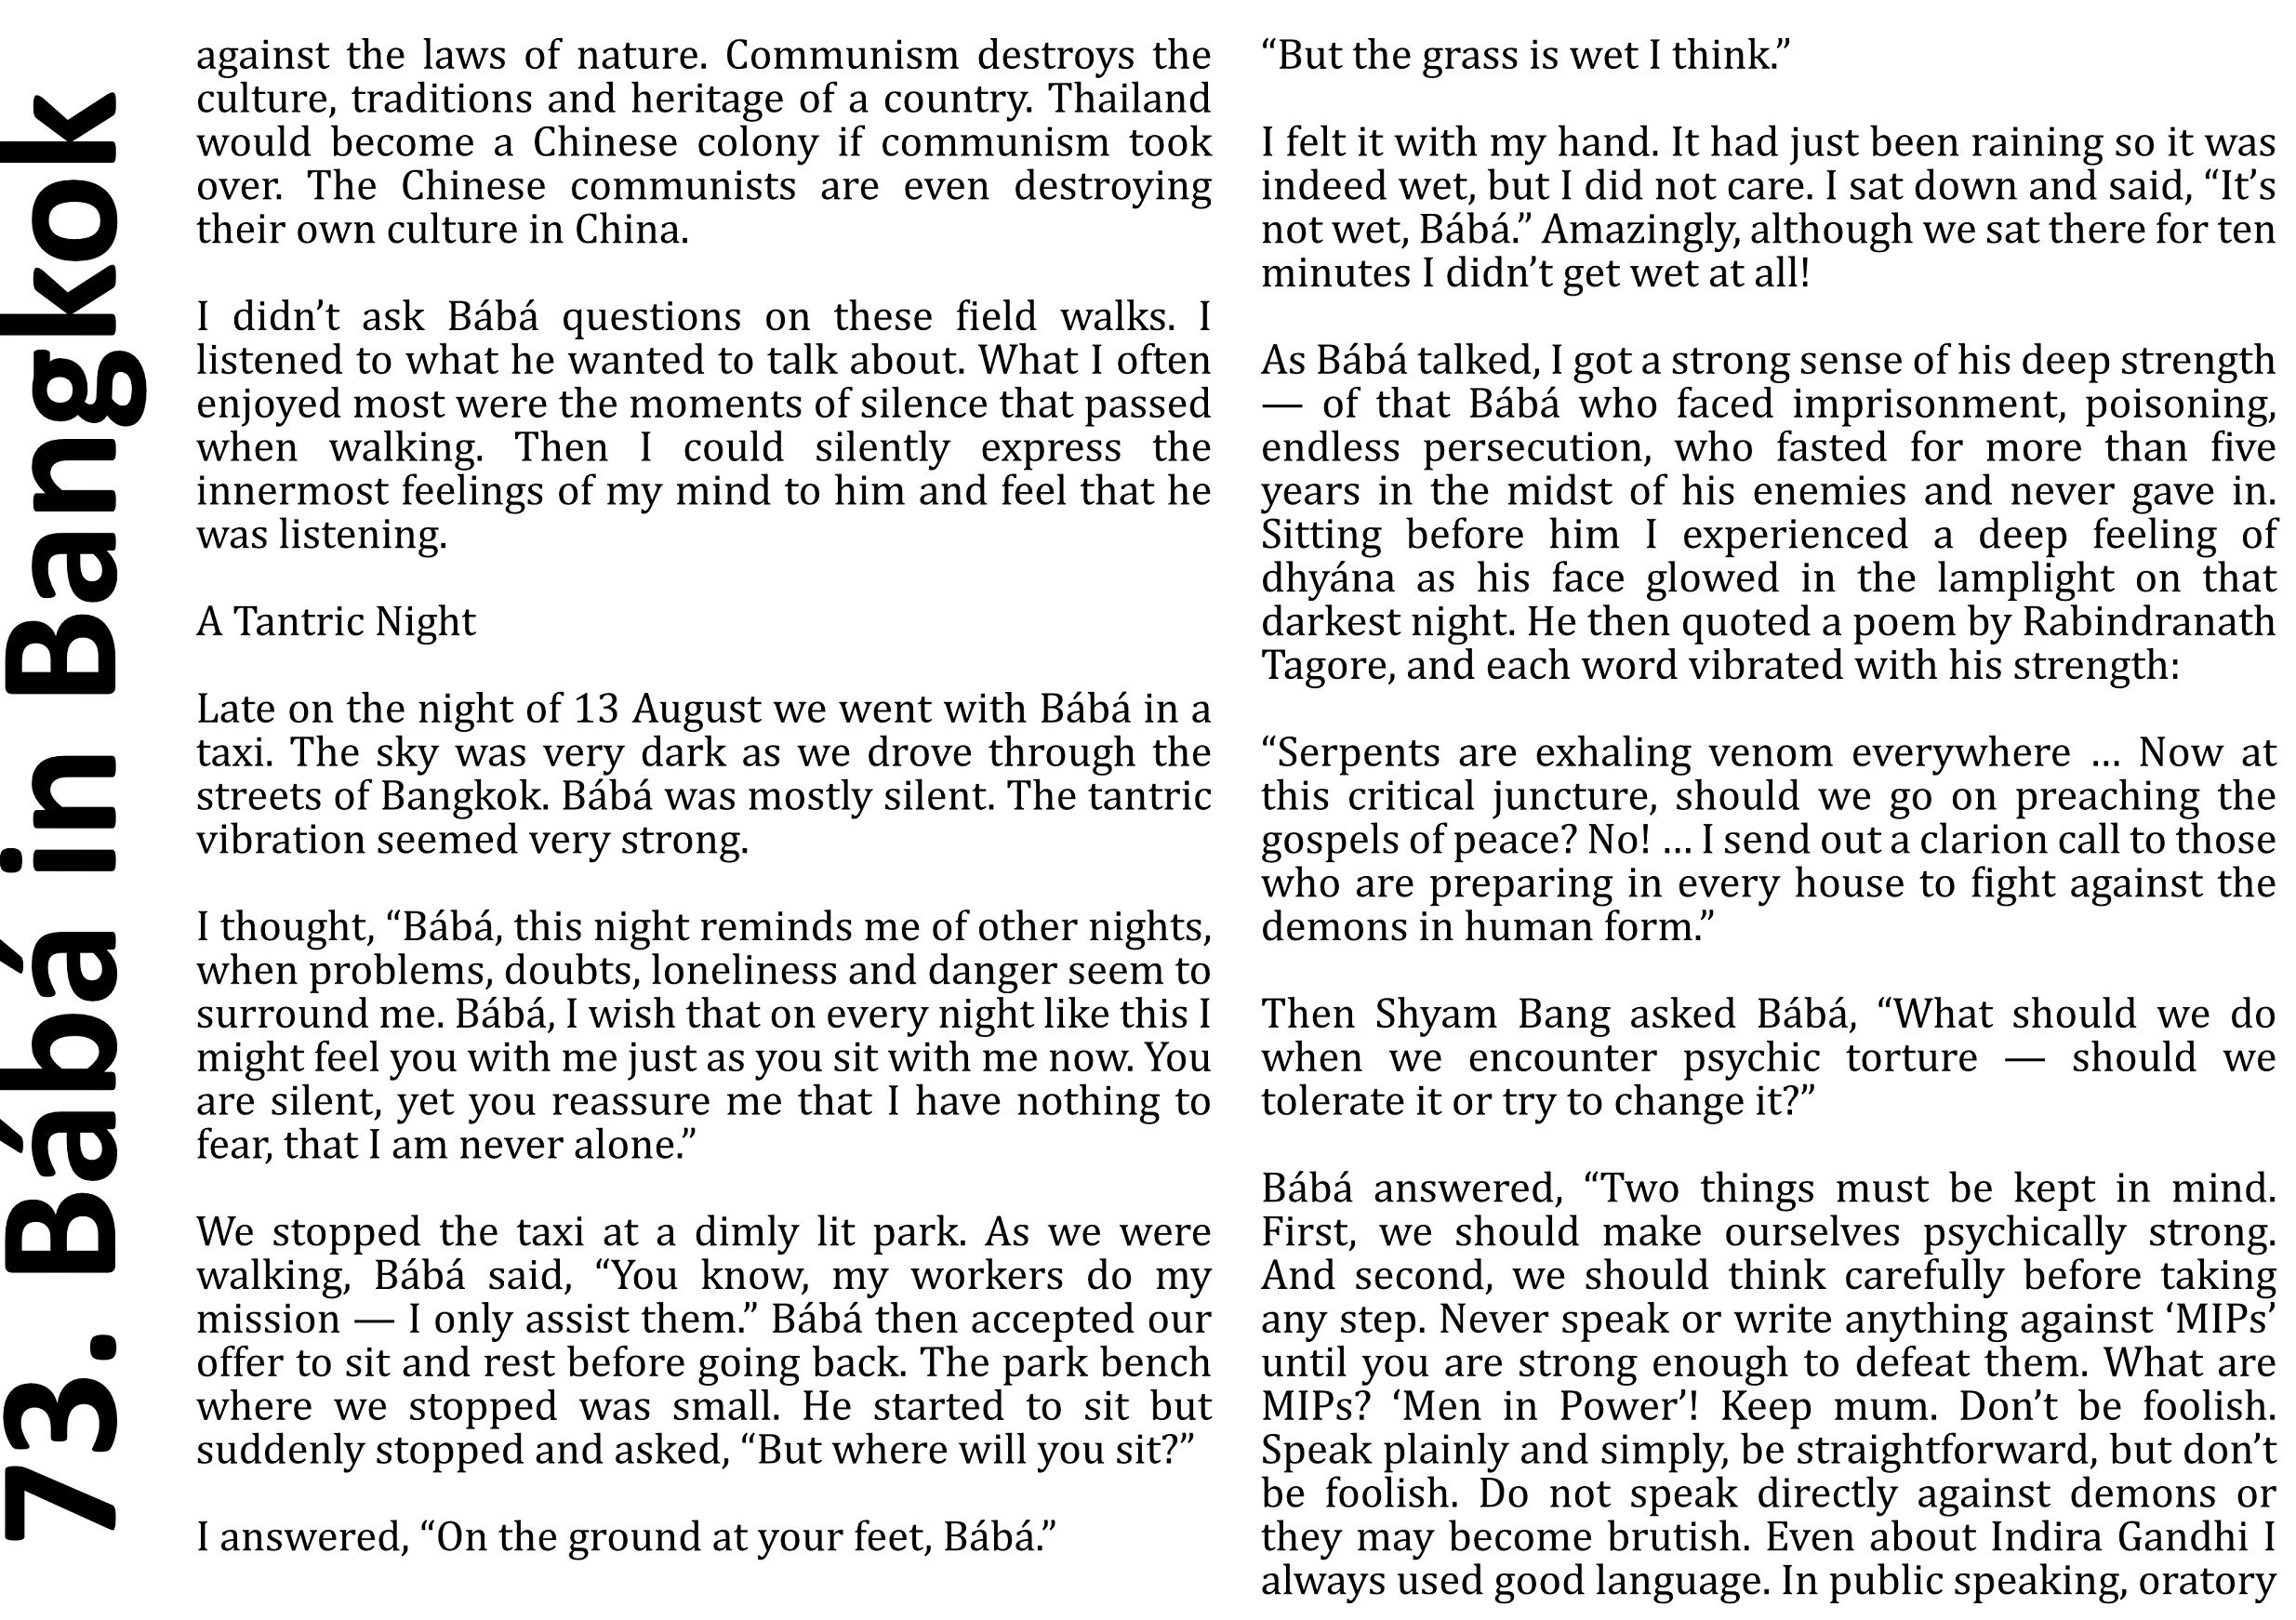 73. Bábá in Bangkok
against the laws of nature. Communism destroys the
culture, traditions and heritage of a country. Thailand
would become a Chinese colony if communism took
over. The Chinese communists are even destroying
their own culture in China.
I didn’t ask Bábá questions on these field walks. I
listened to what he wanted to talk about. What I often
enjoyed most were the moments of silence that passed
when walking. Then I could silently express the
innermost feelings of my mind to him and feel that he
was listening.
A Tantric Night
Late on the night of 13 August we went with Bábá in a
taxi. The sky was very dark as we drove through the
streets of Bangkok. Bábá was mostly silent. The tantric
vibration seemed very strong.
I thought, “Bábá, this night reminds me of other nights,
when problems, doubts, loneliness and danger seem to
surround me. Bábá, I wish that on every night like this I
might feel you with me just as you sit with me now. You
are silent, yet you reassure me that I have nothing to
fear, that I am never alone.”
We stopped the taxi at a dimly lit park. As we were
walking, Bábá said, “You know, my workers do my
mission — I only assist them.” Bábá then accepted our
offer to sit and rest before going back. The park bench
where we stopped was small. He started to sit but
suddenly stopped and asked, “But where will you sit?”
I answered, “On the ground at your feet, Bábá.”
“But the grass is wet I think.”
I felt it with my hand. It had just been raining so it was
indeed wet, but I did not care. I sat down and said, “It’s
not wet, Bábá.” Amazingly, although we sat there for ten
minutes I didn’t get wet at all!
As Bábá talked, I got a strong sense of his deep strength
— of that Bábá who faced imprisonment, poisoning,
endless persecution, who fasted for more than five
years in the midst of his enemies and never gave in.
Sitting before him I experienced a deep feeling of
dhyána as his face glowed in the lamplight on that
darkest night. He then quoted a poem by Rabindranath
Tagore, and each word vibrated with his strength:
“Serpents are exhaling venom everywhere … Now at
this critical juncture, should we go on preaching the
gospels of peace? No! … I send out a clarion call to those
who are preparing in every house to fight against the
demons in human form.”
Then Shyam Bang asked Bábá, “What should we do
when we encounter psychic torture — should we
tolerate it or try to change it?”
Bábá answered, “Two things must be kept in mind.
First, we should make ourselves psychically strong.
And second, we should think carefully before taking
any step. Never speak or write anything against ‘MIPs’
until you are strong enough to defeat them. What are
MIPs? ‘Men in Power’! Keep mum. Don’t be foolish.
Speak plainly and simply, be straightforward, but don’t
be foolish. Do not speak directly against demons or
they may become brutish. Even about Indira Gandhi I
always used good language. In public speaking, oratory